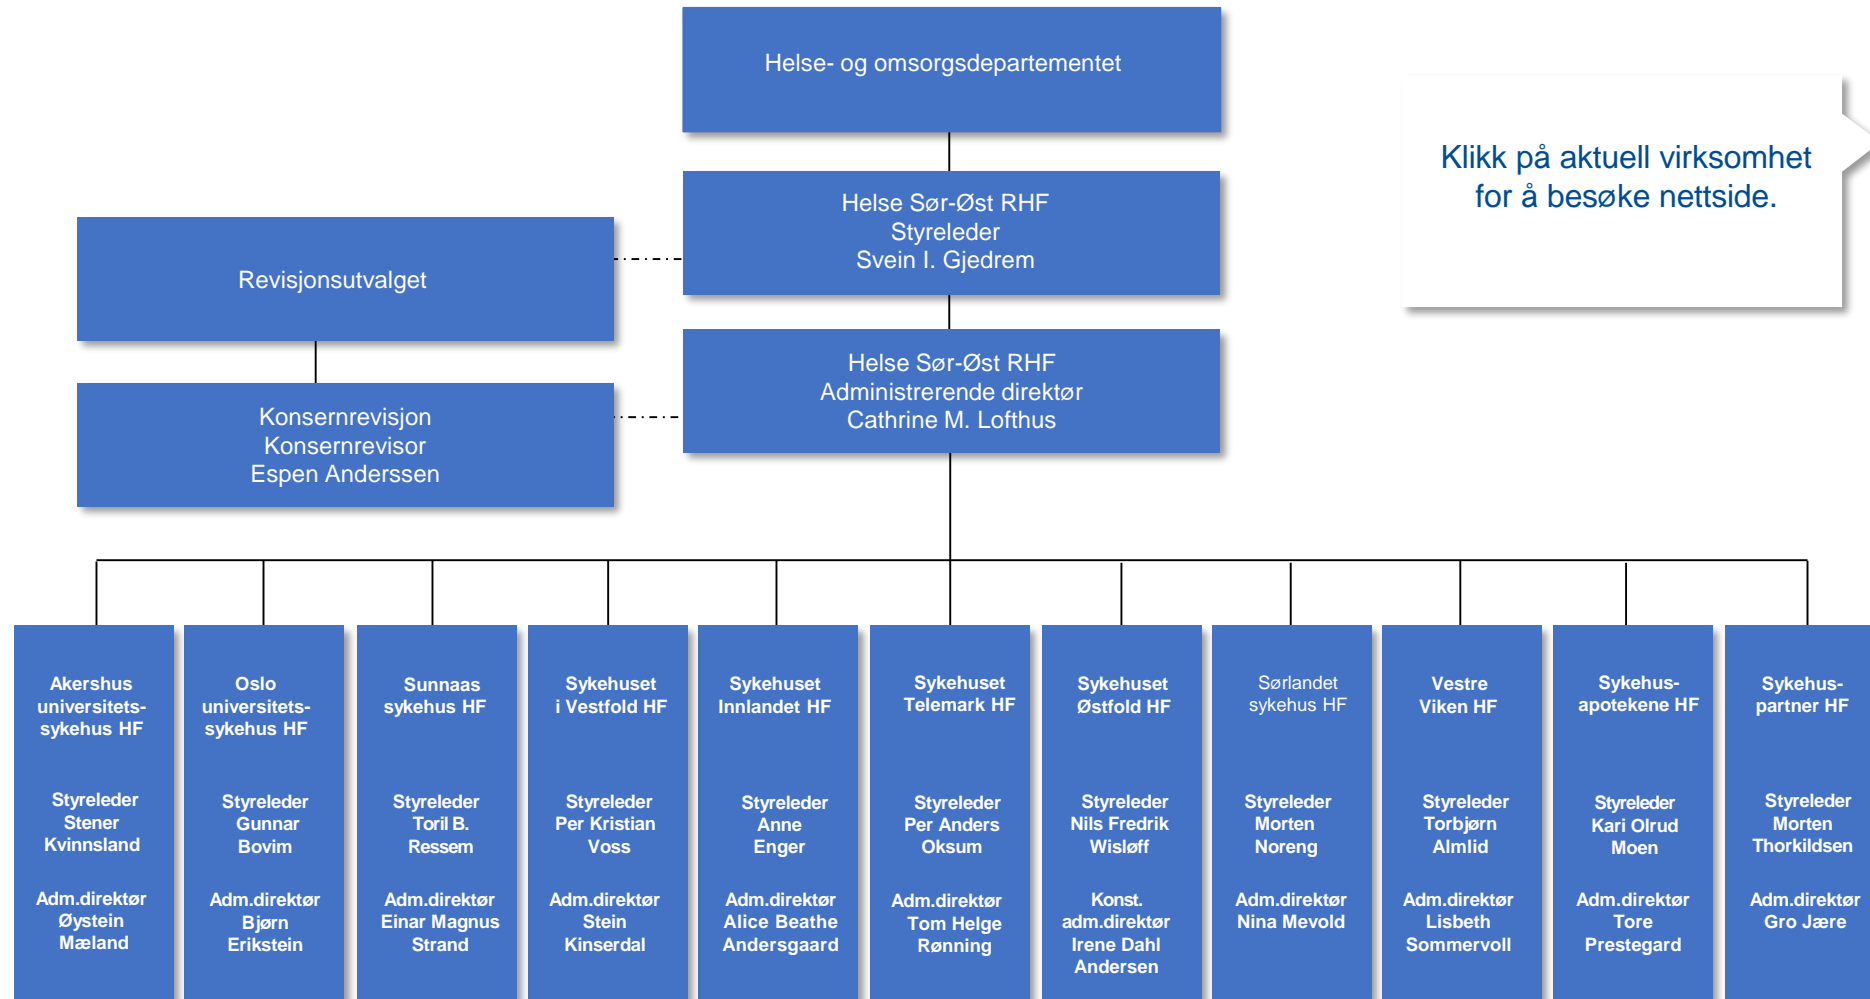 Helse- og omsorgsdepartementet
Klikk på aktuell virksomhet
for å besøke nettside.
Helse Sør-Øst RHF
Styreleder
Svein I. Gjedrem
Revisjonsutvalget
Helse Sør-Øst RHF
Administrerende direktør
Cathrine M. Lofthus
Konsernrevisjon
Konsernrevisor
Espen Anderssen
Akershus
universitets-
sykehus HF
Styreleder
Stener
Kvinnsland
Adm.direktør
Øystein
Mæland
Oslo
universitets-
sykehus HF
Styreleder
Gunnar
Bovim
Adm.direktør
Bjørn
Erikstein
Sunnaas
sykehus HF
Styreleder
Toril B.
Ressem
Adm.direktør
Einar Magnus
Strand
Sykehuset
i Vestfold HF
Styreleder
Per Kristian
Voss
Adm.direktør
Stein
Kinserdal
Sykehuset
Innlandet HF
Styreleder
Anne
Enger
Adm.direktør
Alice Beathe
Andersgaard
Sykehuset
Telemark HF
Styreleder
Per Anders
Oksum
Adm.direktør
Tom Helge
Rønning
Sykehuset
Østfold HF
Styreleder
Nils Fredrik
Wisløff
Konst.
adm.direktør
Irene Dahl
Andersen
Sørlandet
sykehus HF
Styreleder
Morten
Noreng
Adm.direktør
Nina Mevold
Vestre
Viken HF
Styreleder
Torbjørn
Almlid
Adm.direktør
Lisbeth
Sommervoll
Sykehus-
apotekene HF
Styreleder
Kari Olrud
Moen
Adm.direktør
Tore
Prestegard
Sykehus-
partner HF
Styreleder
Morten
Thorkildsen
Adm.direktør
Gro Jære